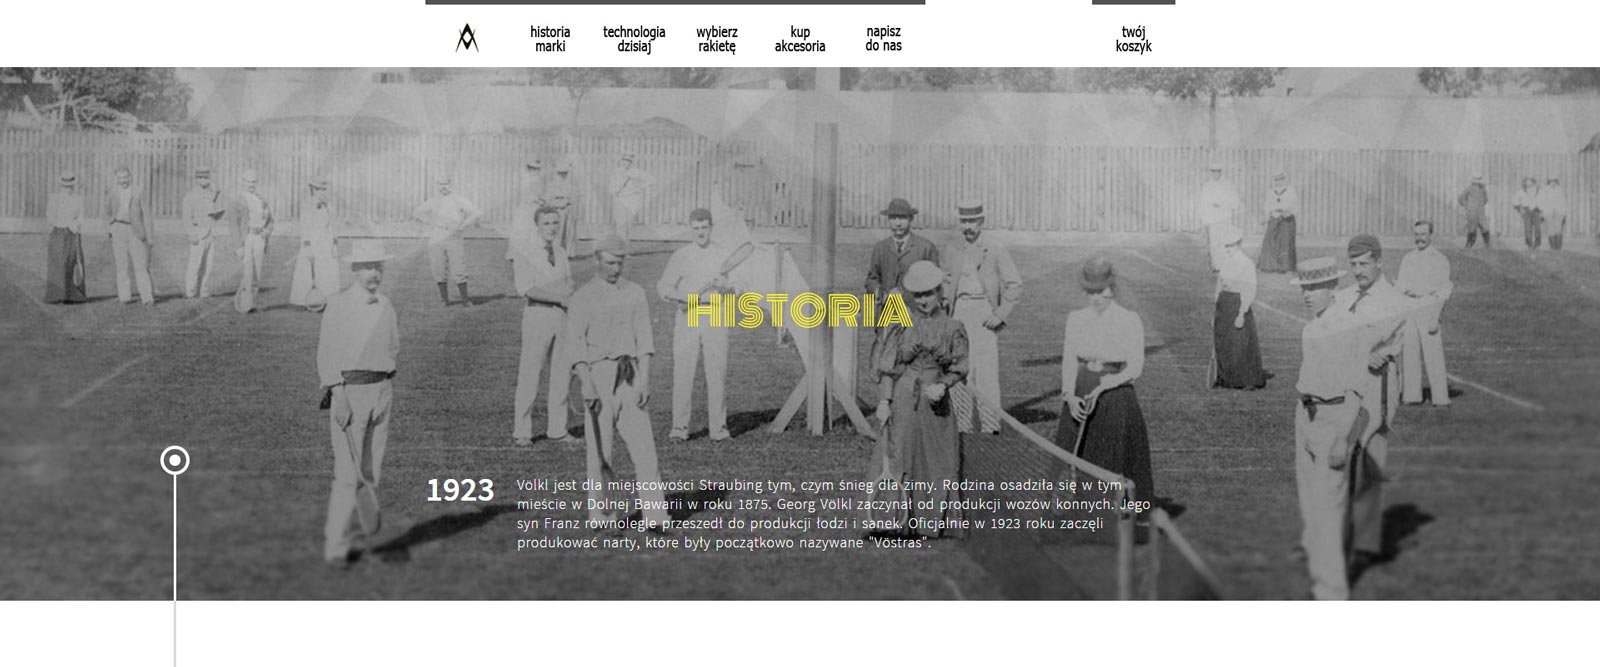 historia
marki
technologia
dzisiaj
wybierz
rakietę
kup
akcesoria
napisz
do nas
twój
koszyk
HISTORIA
1923
Völkl jest dla miejscowości Straubing tym, czym śnieg dla zimy. Rodzina osadziła się w tym
mieście w Dolnej Bawarii w roku 1875. Georg Völkl zaczynał od produkcji wozów konnych. Jego
syn Franz równolegle przeszedł do produkcji łodzi i sanek. Oficjalnie w 1923 roku zaczęli
produkować narty, które były początkowo nazywane "Vöstras".